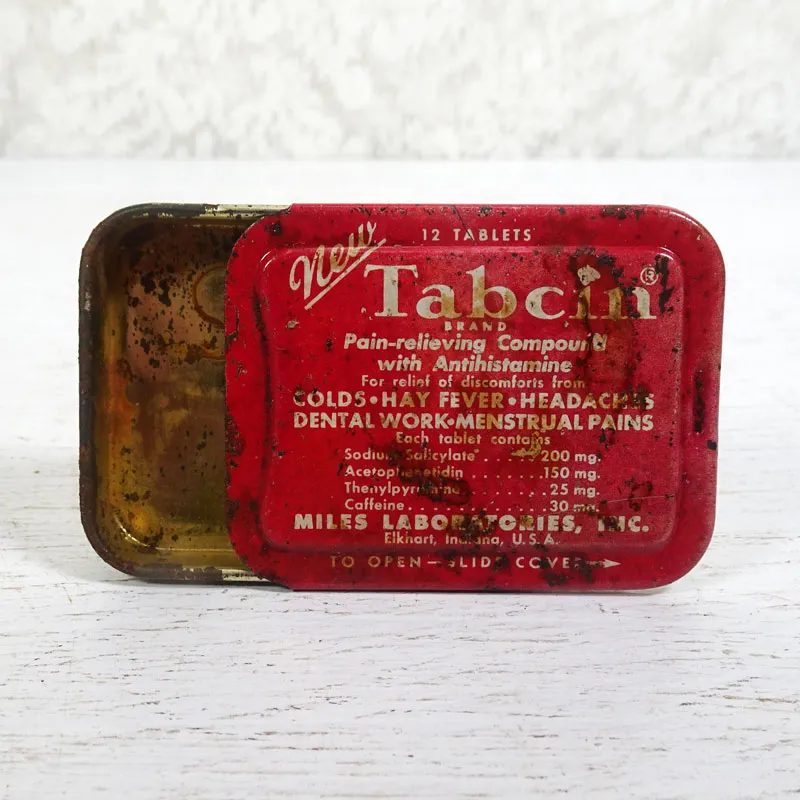 12 TABLETS
New
Tabcin®
BRAND
Pain-relieving Compound
with Antihistamine
For relief of discomforts from
COLDS • HAY FEVER • HEADACHES
DENTAL WORK • MENSTRUAL PAINS
Each tablet contains
Sodium Salicylate . . . . 200 mg.
Acetophenetidin . . . . . . . 150 mg.
Thenylpyramine . . . . 25 mg.
Caffeine . . . . . . . . . . . . . 30 mg.
MILES LABORATORIES, INC.
Elkhart, Indiana, U.S.A.
TO OPEN — SLIDE COVER →